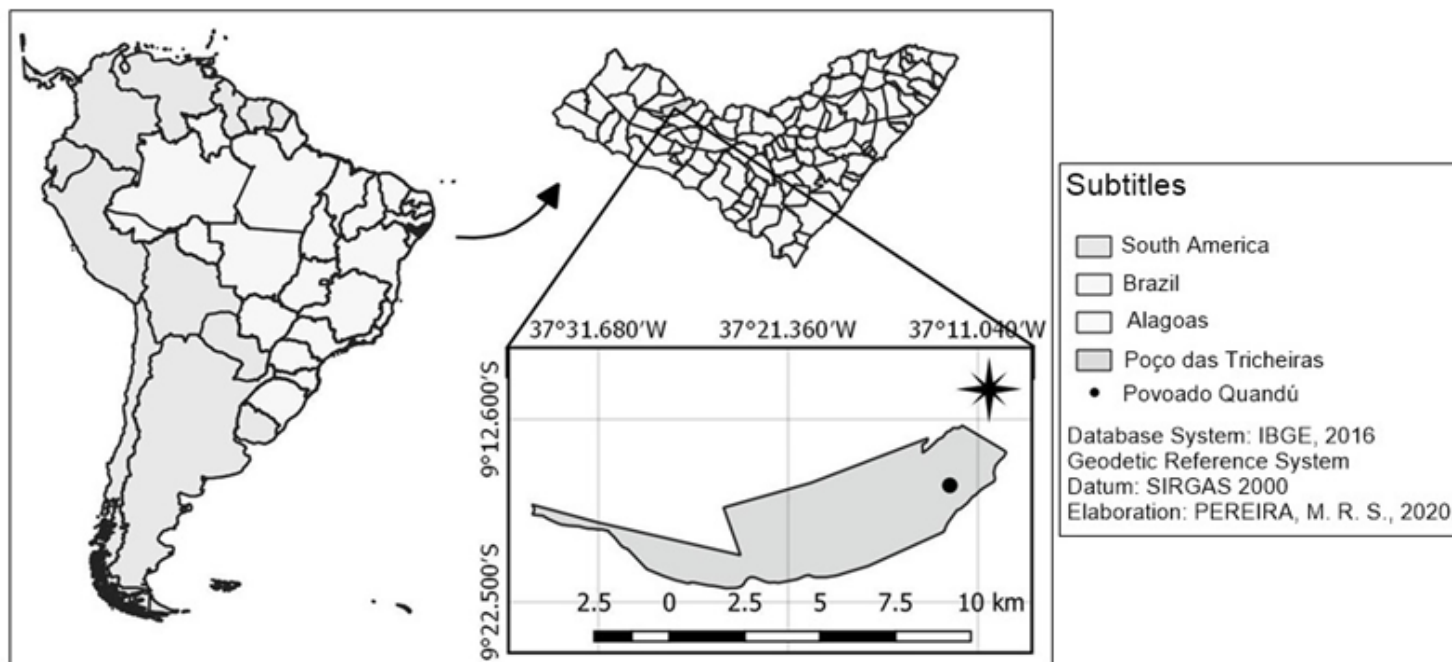 37°31.680'W 37°21.360'W 37°11.040'W
9°12.600'S
9°22.500'S
2.5 0 2.5 5 7.5 10 km
Subtitles
South America
Brazil
Alagoas
Poço das Tricheiras
Povoado Quandú
Database System: IBGE, 2016
Geodetic Reference System
Datum: SIRGAS 2000
Elaboration: PEREIRA, M. R. S., 2020